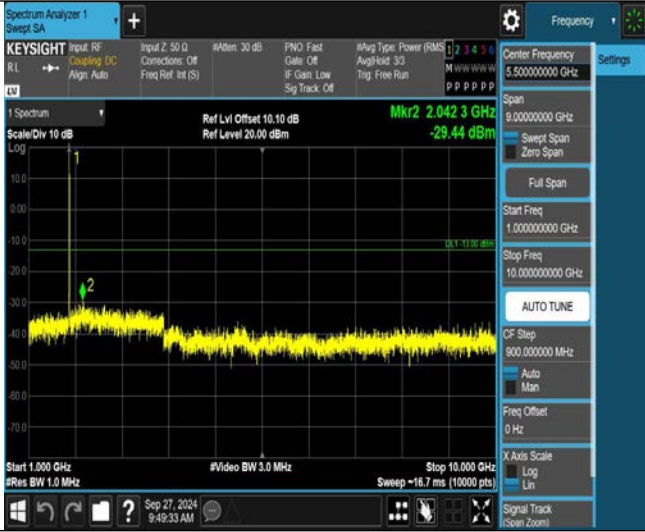 Spectrum Analyzer 1
Swept SA
Frequency
KEYSIGHT
RL
LV
Input: RF
Coupling: DC
Align: Auto
Input Z: 50 Ω
Corrections: Off
Freq Ref: Int (S)
#Atten: 30 dB
PNO: Fast
Gate: Off
IF Gain: Low
Sig Track: Off
#Avg Type: Power (RMS
Avg|Hold: 3/3
Trig: Free Run
1 2 3 4 5 6
M W W W W W
P P P P P P
1 Spectrum
Scale/Div 10 dB
Ref Lvl Offset 10.10 dB
Ref Level 20.00 dBm
Mkr2 2.042 3 GHz
-29.44 dBm
Log
1
10.0
0.00
-10.0
DL1 -13.00 dBm
-20.0
2
-30.0
-40.0
-50.0
-60.0
-70.0
Start 1.000 GHz
#Video BW 3.0 MHz
Stop 10.000 GHz
#Res BW 1.0 MHz
Sweep ~16.7 ms (10000 pts)
Sep 27, 2024
9:49:33 AM
Center Frequency
5.500000000 GHz
Settings
Span
9.00000000 GHz
Swept Span
Zero Span
Full Span
Start Freq
1.000000000 GHz
Stop Freq
10.000000000 GHz
AUTO TUNE
CF Step
900.000000 MHz
Auto
Man
Freq Offset
0 Hz
X Axis Scale
Log
Lin
Signal Track
(Span Zoom)